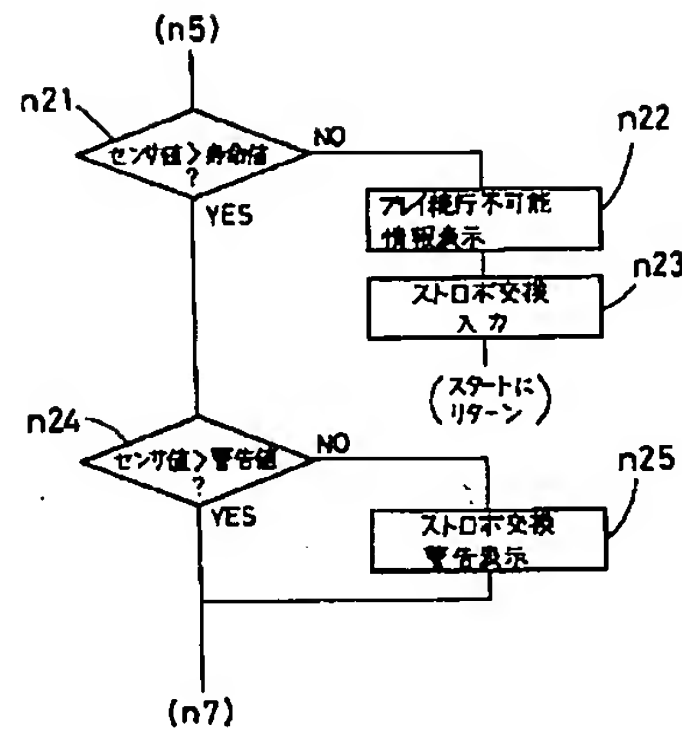 (n5)
n21
センサ値>寿命値
?
NO
YES
n22
プレイ続行不可能
情報表示
n23
ストロボ交換
入力
(スタートに
リターン)
n24
センサ値>警告値
?
NO
YES
n25
ストロボ交換
警告表示
(n7)